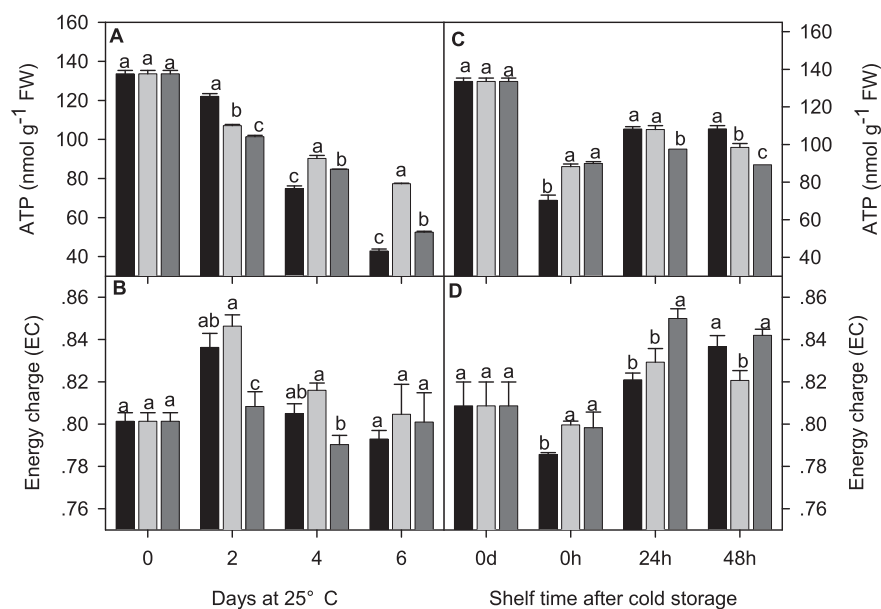 A
ATP (nmol g-1 FW)
160
140
120
100
80
60
40
a a a
a b c
c a b
c a b
C
a a a
b a a
a a b
a b c
160
140
120
100
80
60
40
ATP (nmol g-1 FW)
B
Energy charge (EC)
.86
.84
.82
.80
.78
.76
a a a
ab a c
ab a b
a a a
D
a a a
b a a
b b a
a b a
.86
.84
.82
.80
.78
.76
Energy charge (EC)
0 2 4 6
0d 0h 24h 48h
Days at 25° C
Shelf time after cold storage